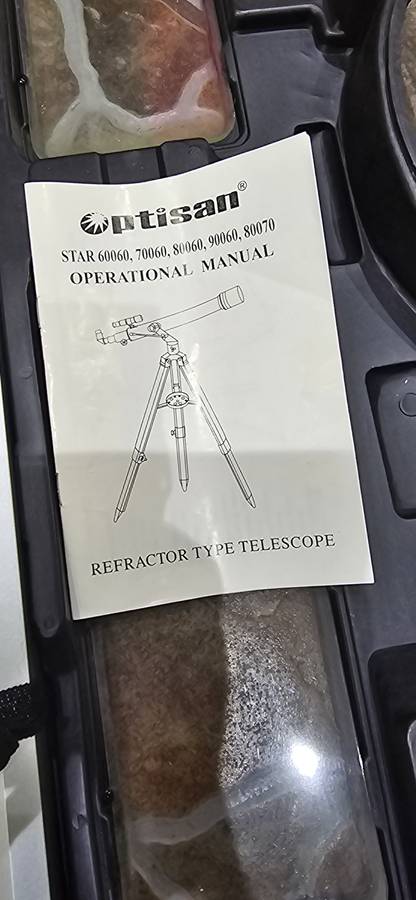 Optisan®
STAR 60060, 70060, 80060, 90060, 80070
OPERATIONAL MANUAL
REFRACTOR TYPE TELESCOPE